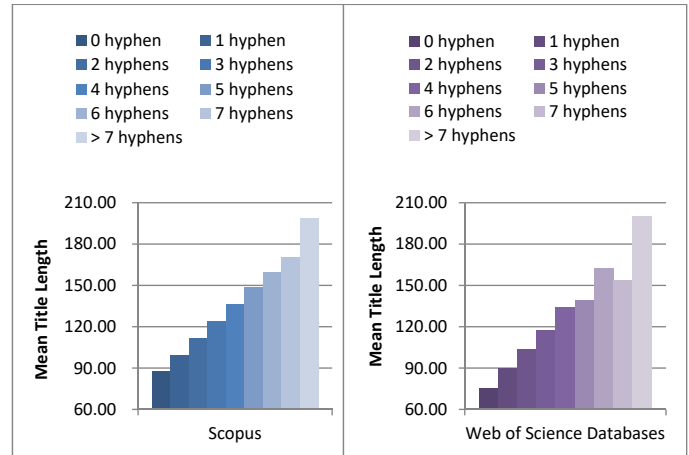 0 hyphen 1 hyphen
2 hyphens 3 hyphens
4 hyphens 5 hyphens
6 hyphens 7 hyphens
> 7 hyphens
210.00
180.00
150.00
120.00
90.00
60.00
Mean Title Length
Scopus
0 hyphen 1 hyphen
2 hyphens 3 hyphens
4 hyphens 5 hyphens
6 hyphens 7 hyphens
> 7 hyphens
210.00
180.00
150.00
120.00
90.00
60.00
Mean Title Length
Web of Science Databases